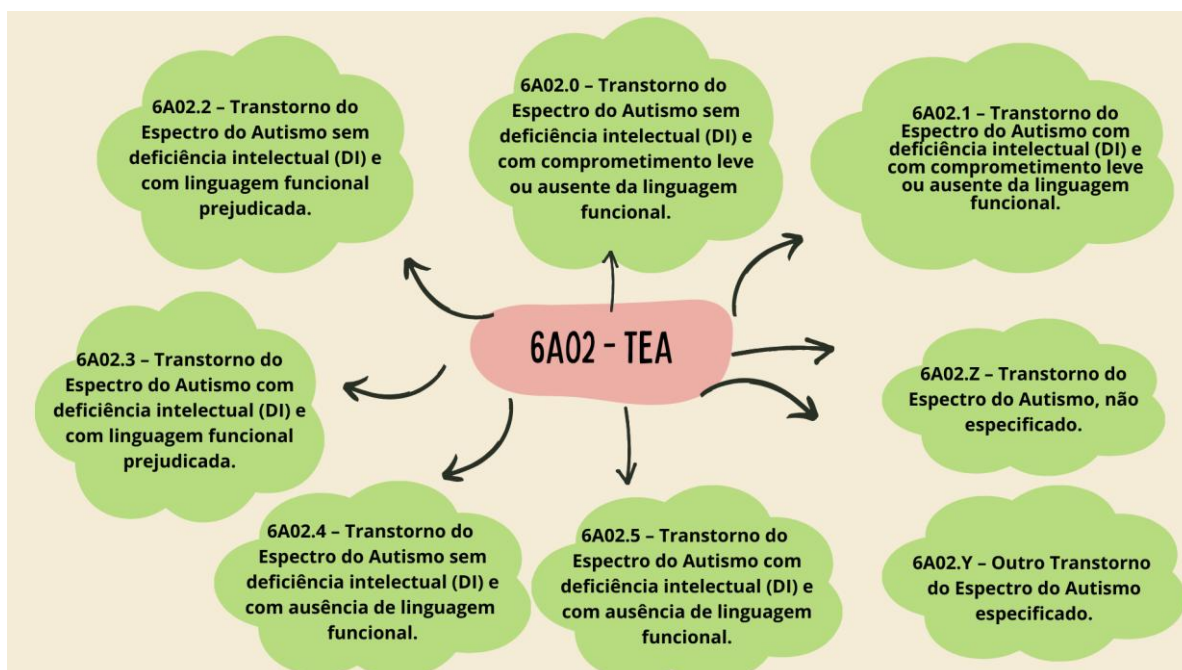 6A02.2 – Transtorno do
Espectro do Autismo sem
deficiência intelectual (DI) e
com linguagem funcional
prejudicada.
6A02.0 – Transtorno do
Espectro do Autismo sem
deficiência intelectual (DI) e
com comprometimento leve
ou ausente da linguagem
funcional.
6A02.1 – Transtorno do
Espectro do Autismo com
deficiência intelectual (DI) e
com comprometimento leve
ou ausente da linguagem
funcional.
6A02 – TEA
6A02.3 – Transtorno do
Espectro do Autismo com
deficiência intelectual (DI) e
com linguagem funcional
prejudicada.
6A02.Z – Transtorno do
Espectro do Autismo, não
especificado.
6A02.4 – Transtorno do
Espectro do Autismo sem
deficiência intelectual (DI) e
com ausência de linguagem
funcional.
6A02.5 – Transtorno do
Espectro do Autismo com
deficiência intelectual (DI) e
com ausência de linguagem
funcional.
6A02.Y – Outro Transtorno
do Espectro do Autismo
especificado.